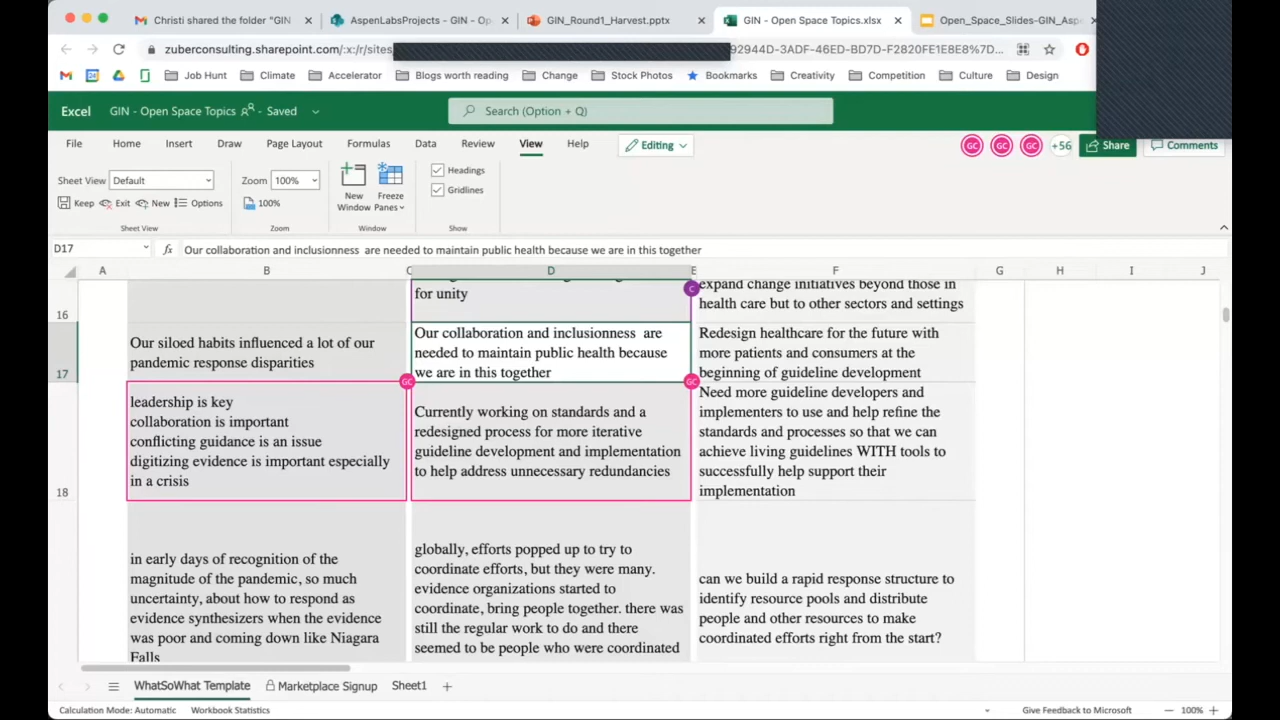 Christi shared the folder "GIN
AspenLabsProjects - GIN - Op
GIN_Round1_Harvest.pptx
GIN - Open Space Topics.xlsx
Open_Space_Slides-GIN_Asp
zuberconsulting.sharepoint.com/:x:/r/sites
92944D-3ADF-46ED-BD7D-F2820FE1E8E8%7D...
Job Hunt
Climate
Accelerator
Blogs worth reading
Change
Stock Photos
Bookmarks
Creativity
Competition
Culture
Design
Excel
GIN - Open Space Topics
- Saved
Search (Option + Q)
File
Home
Insert
Draw
Page Layout
Formulas
Data
Review
View
Help
Editing
GC
GC
GC
+56
Share
Comments
Sheet View
Default
Keep
Exit
New
Options
Sheet View
Zoom
100%
100%
Zoom
New
Window
Freeze
Panes
Window
Headings
Gridlines
Show
D17
fx
Our collaboration and inclusionness are needed to maintain public health because we are in this together
A
B
C
D
E
F
G
H
I
J
16
for unity
C
expand change initiatives beyond those in
health care but to other sectors and settings
17
Our siloed habits influenced a lot of our
pandemic response disparities
Our collaboration and inclusionness are
needed to maintain public health because
we are in this together
Redesign healthcare for the future with
more patients and consumers at the
beginning of guideline development
GC
GC
18
leadership is key
collaboration is important
conflicting guidance is an issue
digitizing evidence is important especially
in a crisis
Currently working on standards and a
redesigned process for more iterative
guideline development and implementation
to help address unnecessary redundancies
Need more guideline developers and
implementers to use and help refine the
standards and processes so that we can
achieve living guidelines WITH tools to
successfully help support their
implementation
in early days of recognition of the
magnitude of the pandemic, so much
uncertainty, about how to respond as
evidence synthesizers when the evidence
was poor and coming down like Niagara
Falls
globally, efforts popped up to try to
coordinate efforts, but they were many.
evidence organizations started to
coordinate, bring people together. there was
still the regular work to do and there
seemed to be people who were coordinated
can we build a rapid response structure to
identify resource pools and distribute
people and other resources to make
coordinated efforts right from the start?
WhatSoWhat Template
Marketplace Signup
Sheet1
Calculation Mode: Automatic
Workbook Statistics
Give Feedback to Microsoft
100%